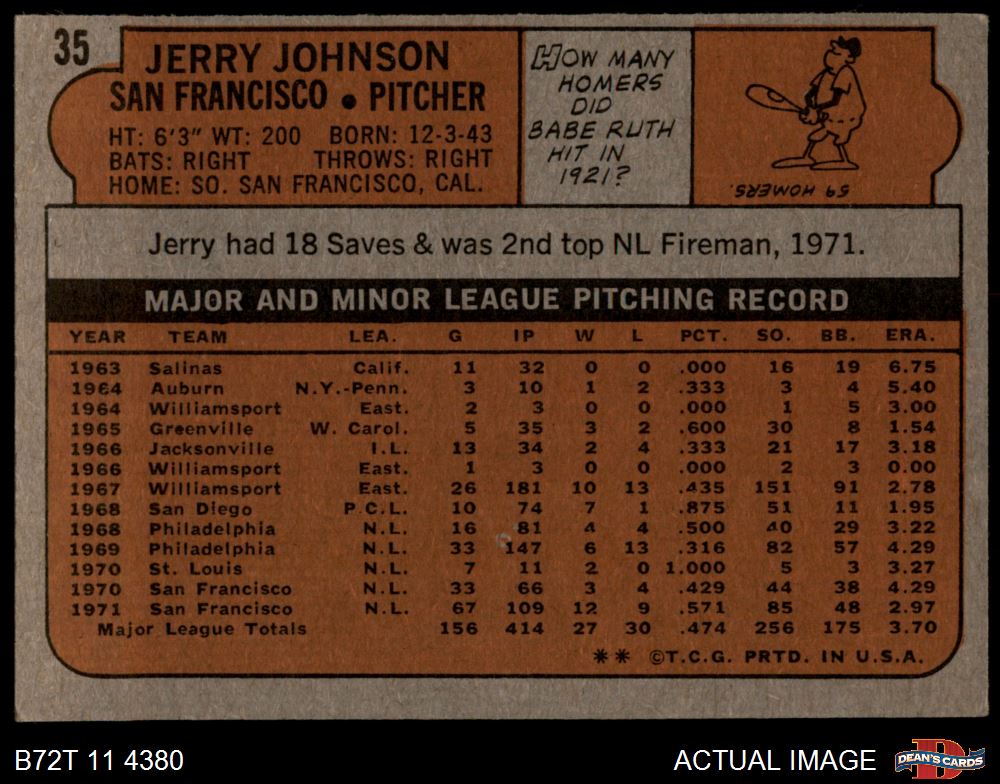 35
JERRY JOHNSON
SAN FRANCISCO • PITCHER
HT: 6'3" WT: 200 BORN: 12-3-43
BATS: RIGHT THROWS: RIGHT
HOME: SO. SAN FRANCISCO, CAL.
HOW MANY
HOMERS
DID
BABE RUTH
HIT IN
1921?
59 HOMERS.
Jerry had 18 Saves & was 2nd top NL Fireman, 1971.
MAJOR AND MINOR LEAGUE PITCHING RECORD
YEAR TEAM LEA. G IP W L PCT. SO. BB. ERA.
1963 Salinas Calif. 11 32 0 0 .000 16 19 6.75
1964 Auburn N.Y.-Penn. 3 10 1 2 .333 3 4 5.40
1964 Williamsport East. 2 3 0 0 .000 1 5 3.00
1965 Greenville W. Carol. 5 35 3 2 .600 30 8 1.54
1966 Jacksonville I.L. 13 34 2 4 .333 21 17 3.18
1966 Williamsport East. 1 3 0 0 .000 2 3 0.00
1967 Williamsport East. 26 181 10 13 .435 151 91 2.78
1968 San Diego P.C.L. 10 74 7 1 .875 51 11 1.95
1968 Philadelphia N.L. 16 81 4 4 .500 40 29 3.22
1969 Philadelphia N.L. 33 147 6 13 .316 82 57 4.29
1970 St. Louis N.L. 7 11 2 0 1.000 5 3 3.27
1970 San Francisco N.L. 33 66 3 4 .429 44 38 4.29
1971 San Francisco N.L. 67 109 12 9 .571 85 48 2.97
Major League Totals 156 414 27 30 .474 256 175 3.70
** ©T.C.G. PRTD. IN U.S.A.
B72T 11 4380
ACTUAL IMAGE
D
DEAN'S CARDS